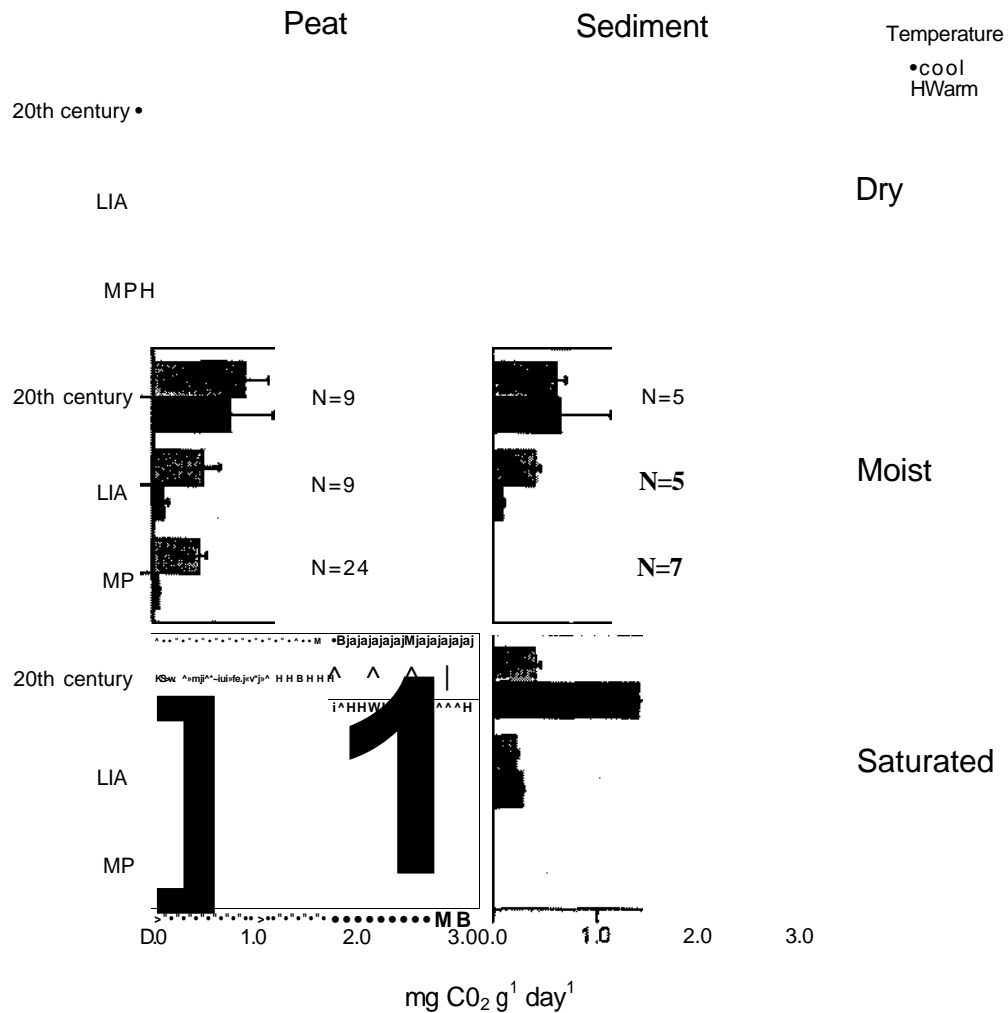 Peat Sediment
Temperature
•cool
HWarm
20th century •
Dry
LIA
MPH
20th century N=9 N=5
Moist
LIA N=9 N=5
MP N=24 N=7
20th century
LIA
Saturated
MP
] 1
D.0 1.0 2.0 3.00.0 1.0 2.0 3.0
mg C0₂ g¹ day¹